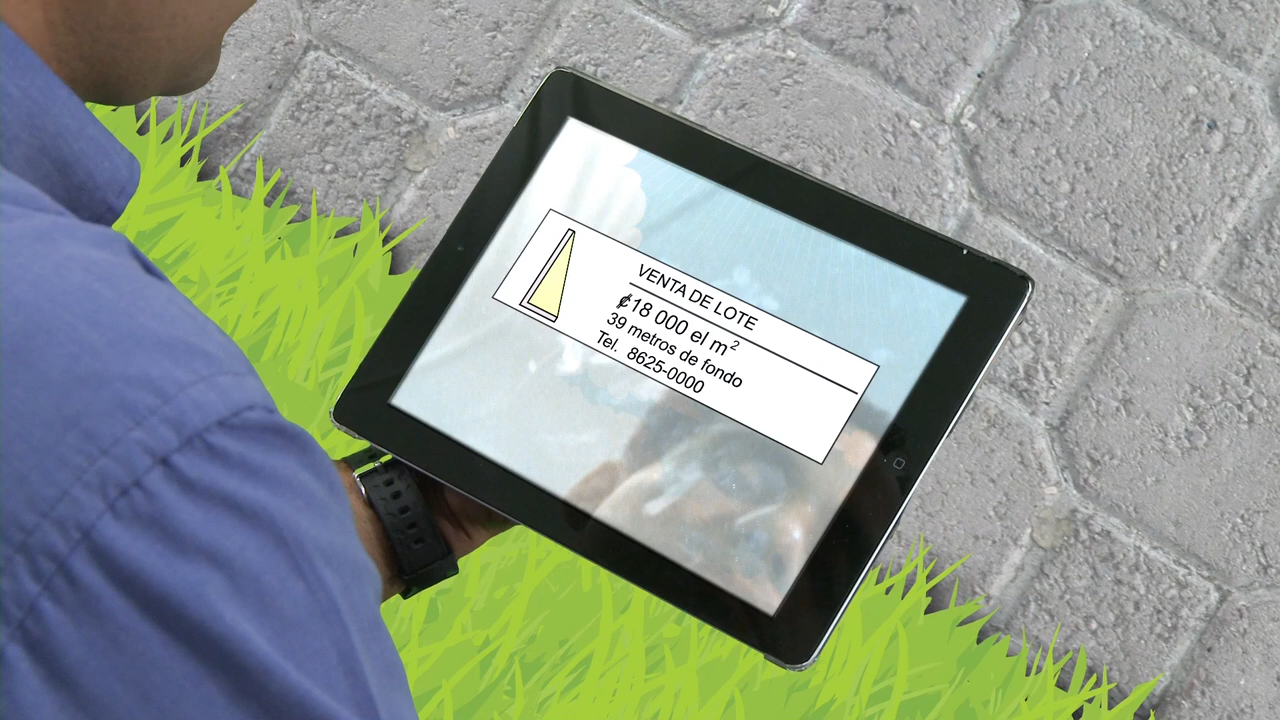 VENTA DE LOTE
₡18 000 el m²
39 metros de fondo
Tel. 8625-0000